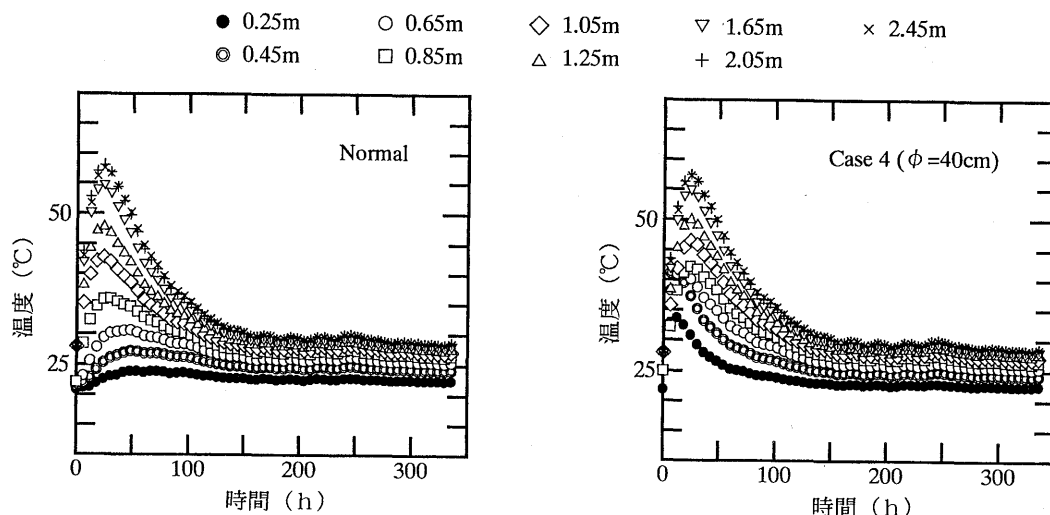 ● 0.25m ○ 0.65m ◇ 1.05m ▽ 1.65m × 2.45m
◎ 0.45m □ 0.85m △ 1.25m + 2.05m
Normal
50
25
温度 (℃)
0 100 200 300
時間 (h)
Case 4 (φ=40cm)
50
25
温度 (℃)
0 100 200 300
時間 (h)